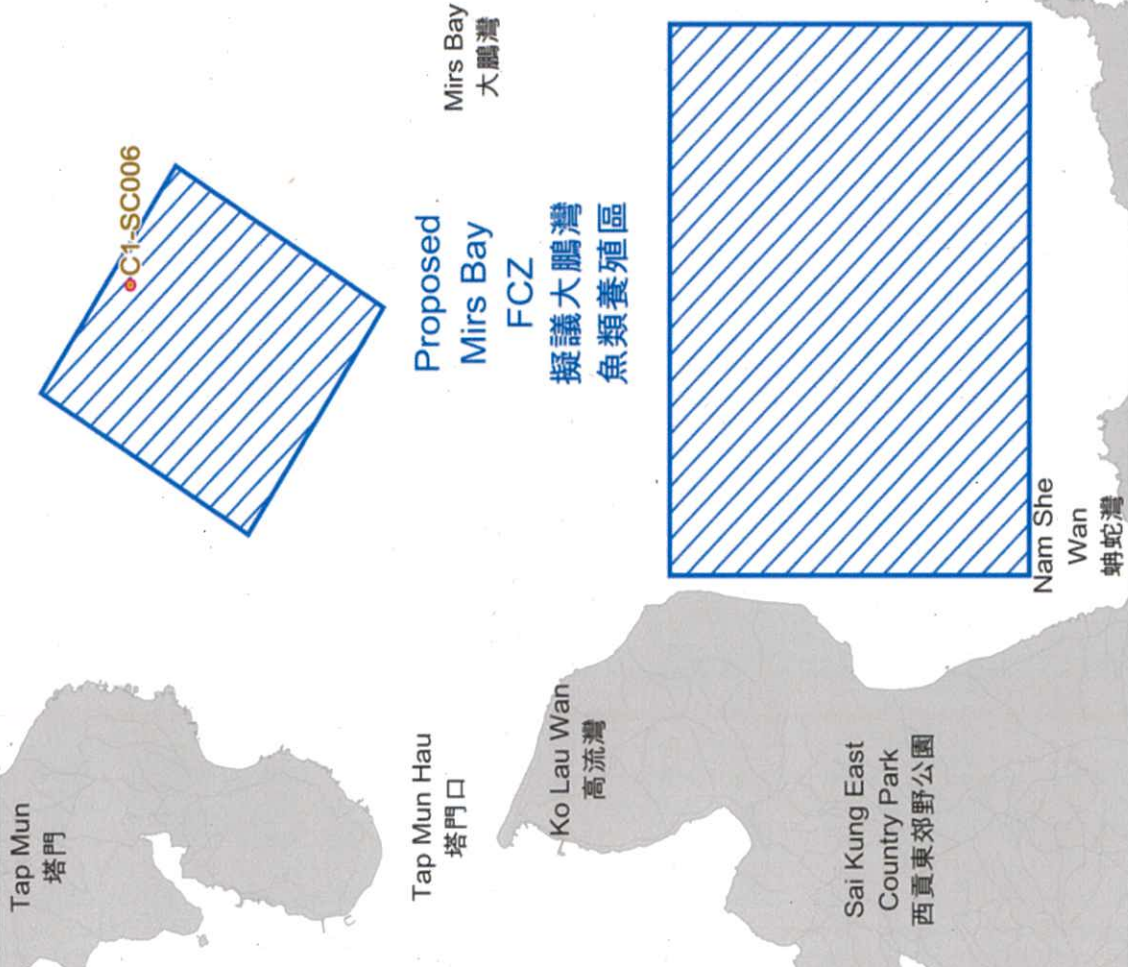 Tap Mun
塔門
C1-SC006
Mirs Bay
大鵬灣
Proposed
Mirs Bay
FCZ
擬議大鵬灣
魚類養殖區
Tap Mun Hau
塔門口
Ko Lau Wan
高流灣
Nam She
Wan
蚺蛇灣
Sai Kung East
Country Park
西貢東郊野公園